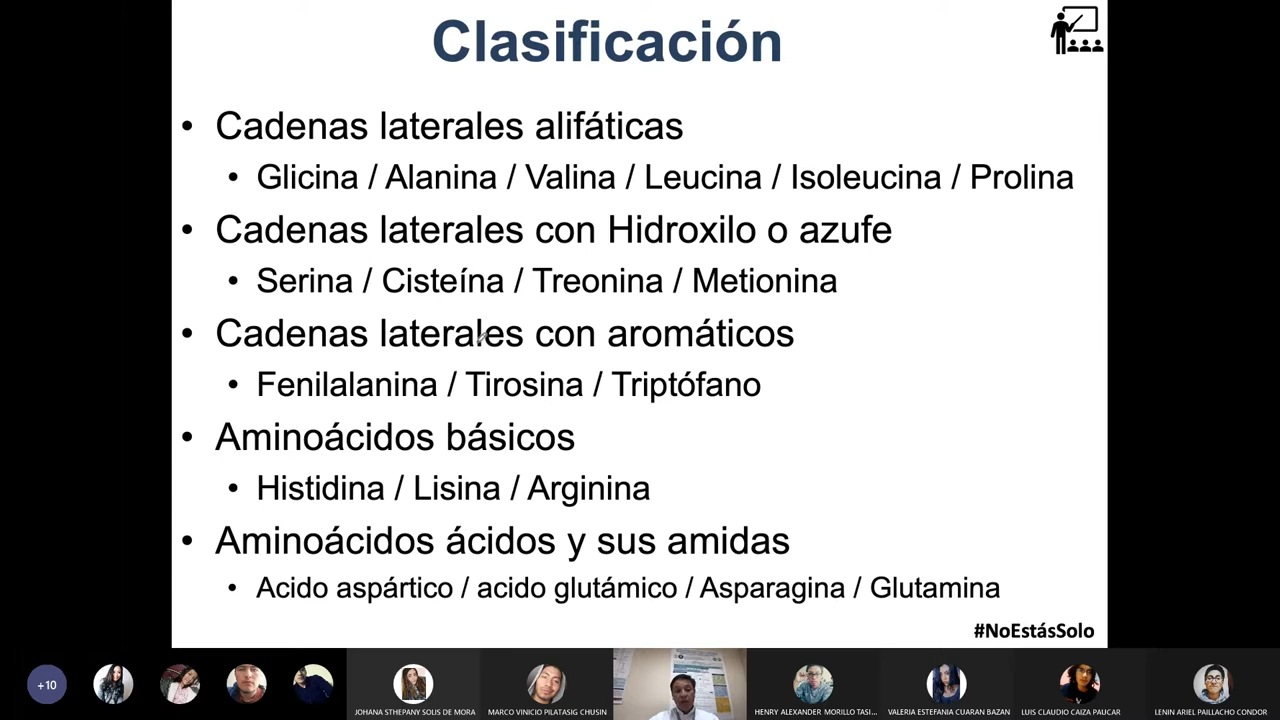 Clasificación
• Cadenas laterales alifáticas
• Glicina / Alanina / Valina / Leucina / Isoleucina / Prolina
• Cadenas laterales con Hidroxilo o azufe
• Serina / Cisteína / Treonina / Metionina
• Cadenas laterales con aromáticos
• Fenilalanina / Tirosina / Triptófano
• Aminoácidos básicos
• Histidina / Lisina / Arginina
• Aminoácidos ácidos y sus amidas
• Acido aspártico / acido glutámico / Asparagina / Glutamina
#NoEstásSolo
+10
JOHANA STHEPANY SOLIS DE MORA
MARCO VINICIO PILATASIG CHUSIN
HENRY ALEXANDER MORILLO TASI...
VALERIA ESTEFANIA CUARAN BAZAN
LUIS CLAUDIO CAIZA PAUCAR
LENIN ARIEL PAILLACHO CONDOR